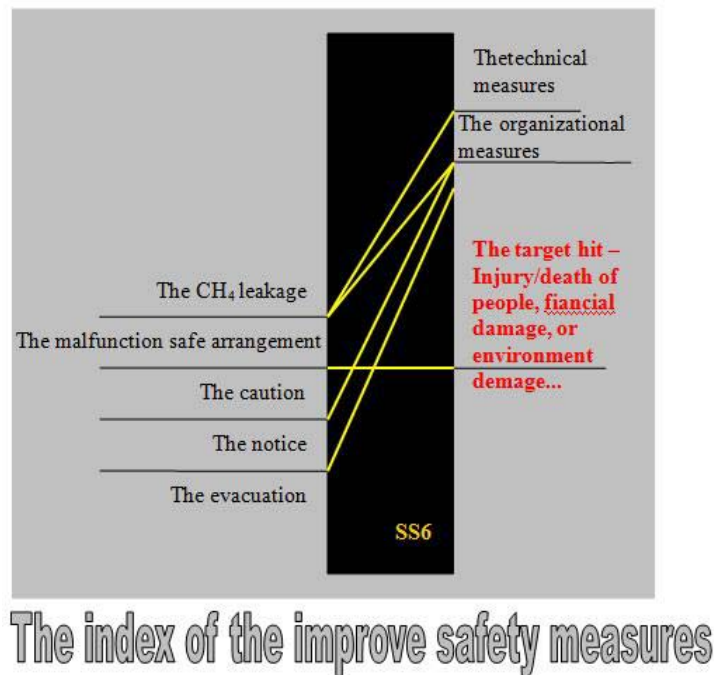 Thetechnical
measures
The organizational
measures
The CH₄ leakage
The malfunction safe arrangement
The caution
The notice
The evacuation
The target hit –
Injury/death of
people, fiancial
damage, or
environment
demage...
SS6
The index of the improve safety measures